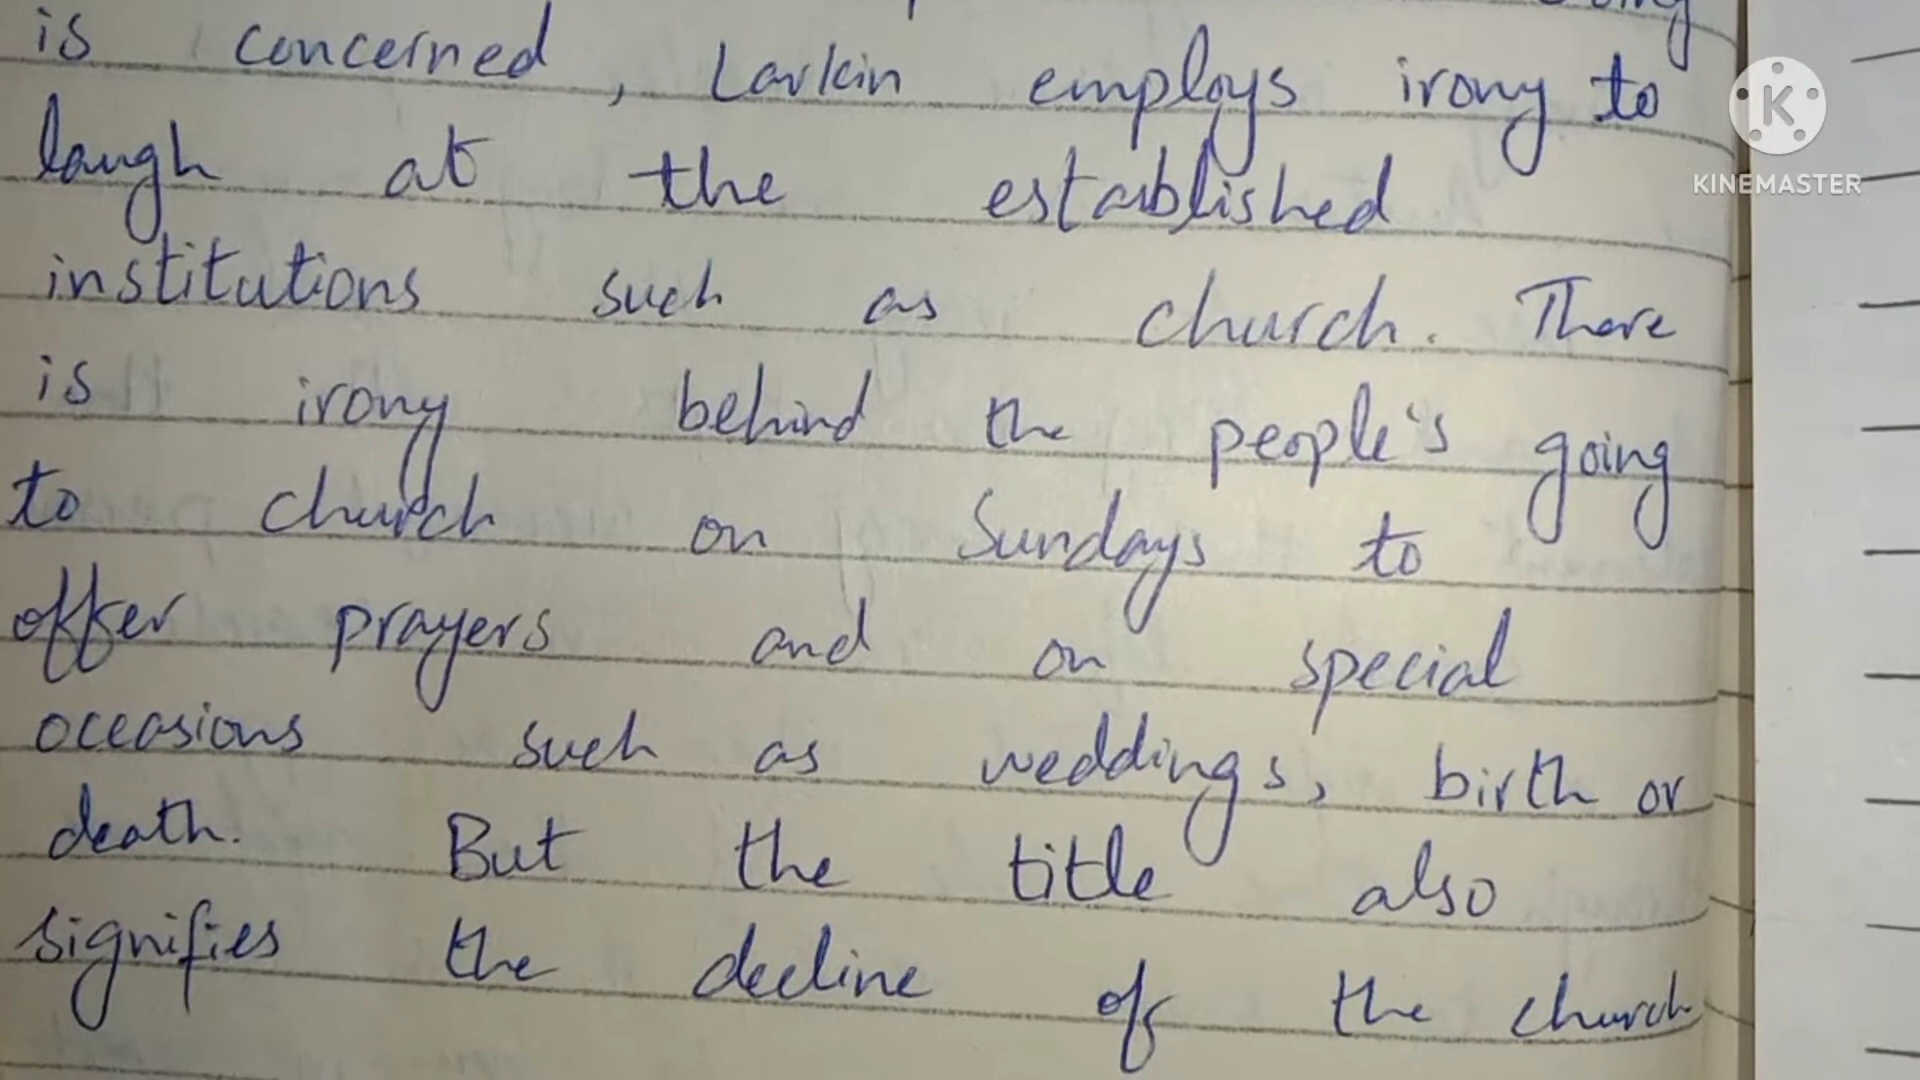 is concerned, Larkin employs irony to
laugh at the established
institutions such as church. There
is irony behind the people's going
to church on Sundays to
offer prayers and on special
occasions such as weddings, birth or
death. But the title also
signifies the decline of the church
K
KINEMASTER